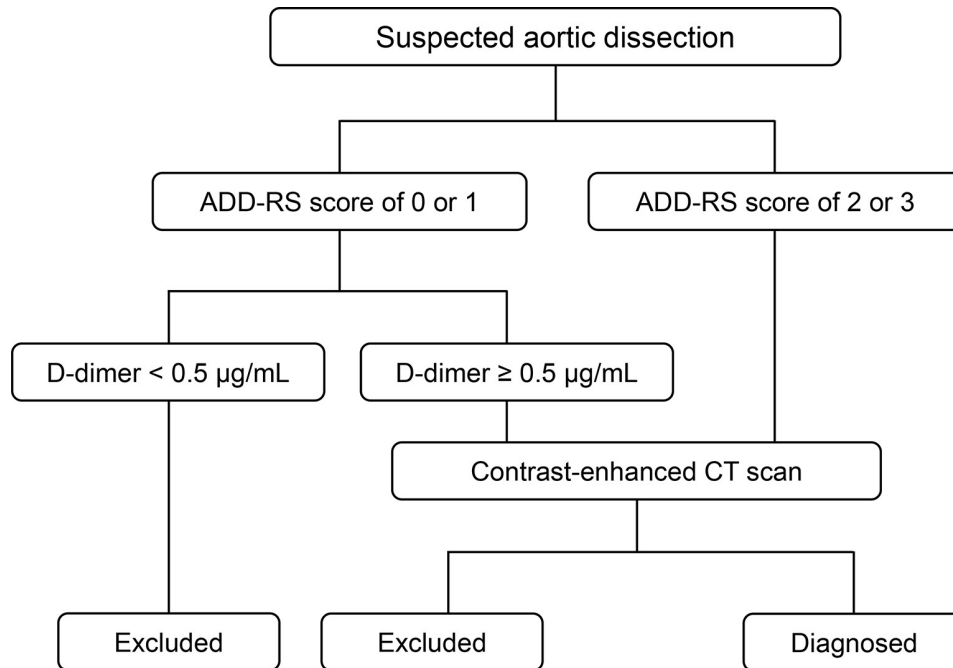 Suspected aortic dissection
ADD-RS score of 0 or 1
ADD-RS score of 2 or 3
D-dimer < 0.5 µg/mL
D-dimer ≥ 0.5 µg/mL
Contrast-enhanced CT scan
Excluded
Excluded
Diagnosed